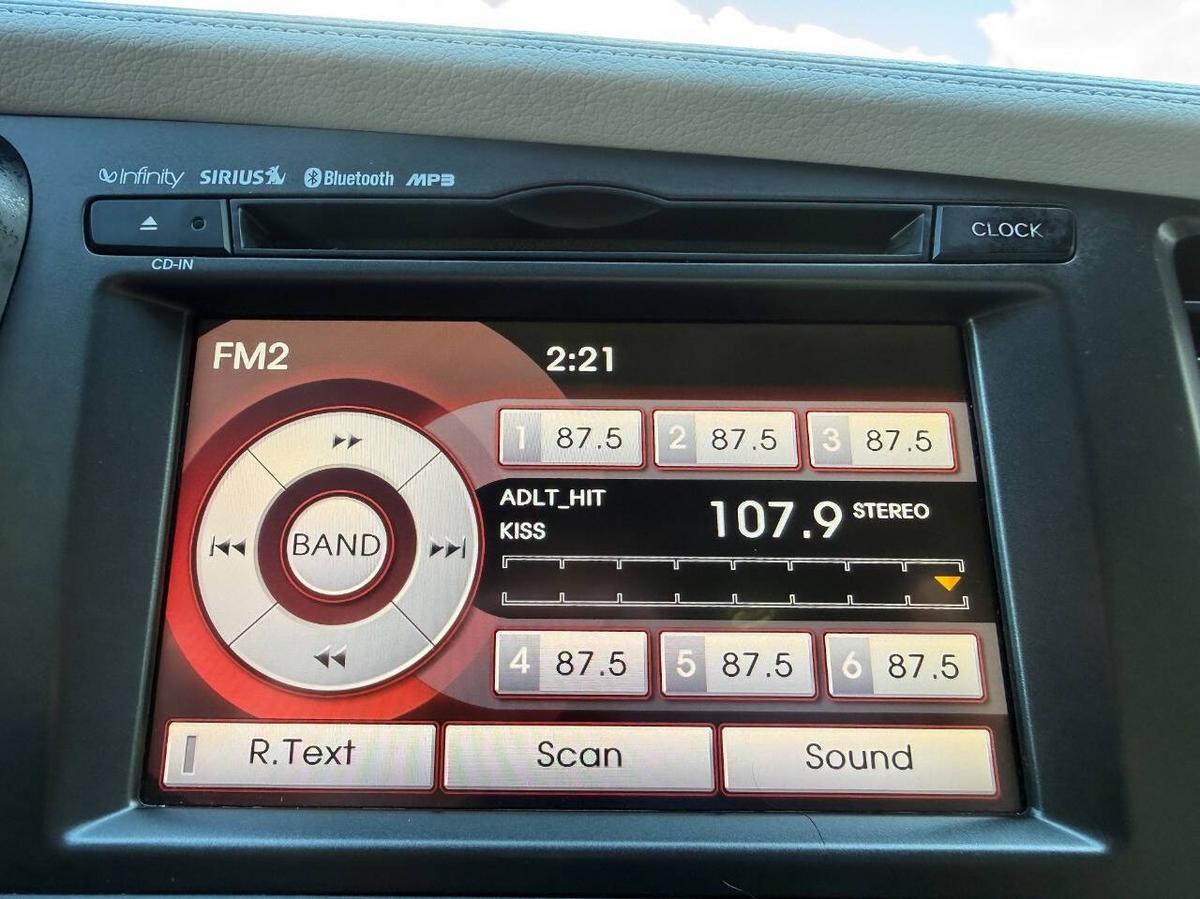 Infinity SIRIUS Bluetooth MP3
CLOCK
CD-IN
FM2 2:21
1 87.5 2 87.5 3 87.5
ADLT_HIT 107.9 STEREO
KISS
BAND
4 87.5 5 87.5 6 87.5
R.Text Scan Sound